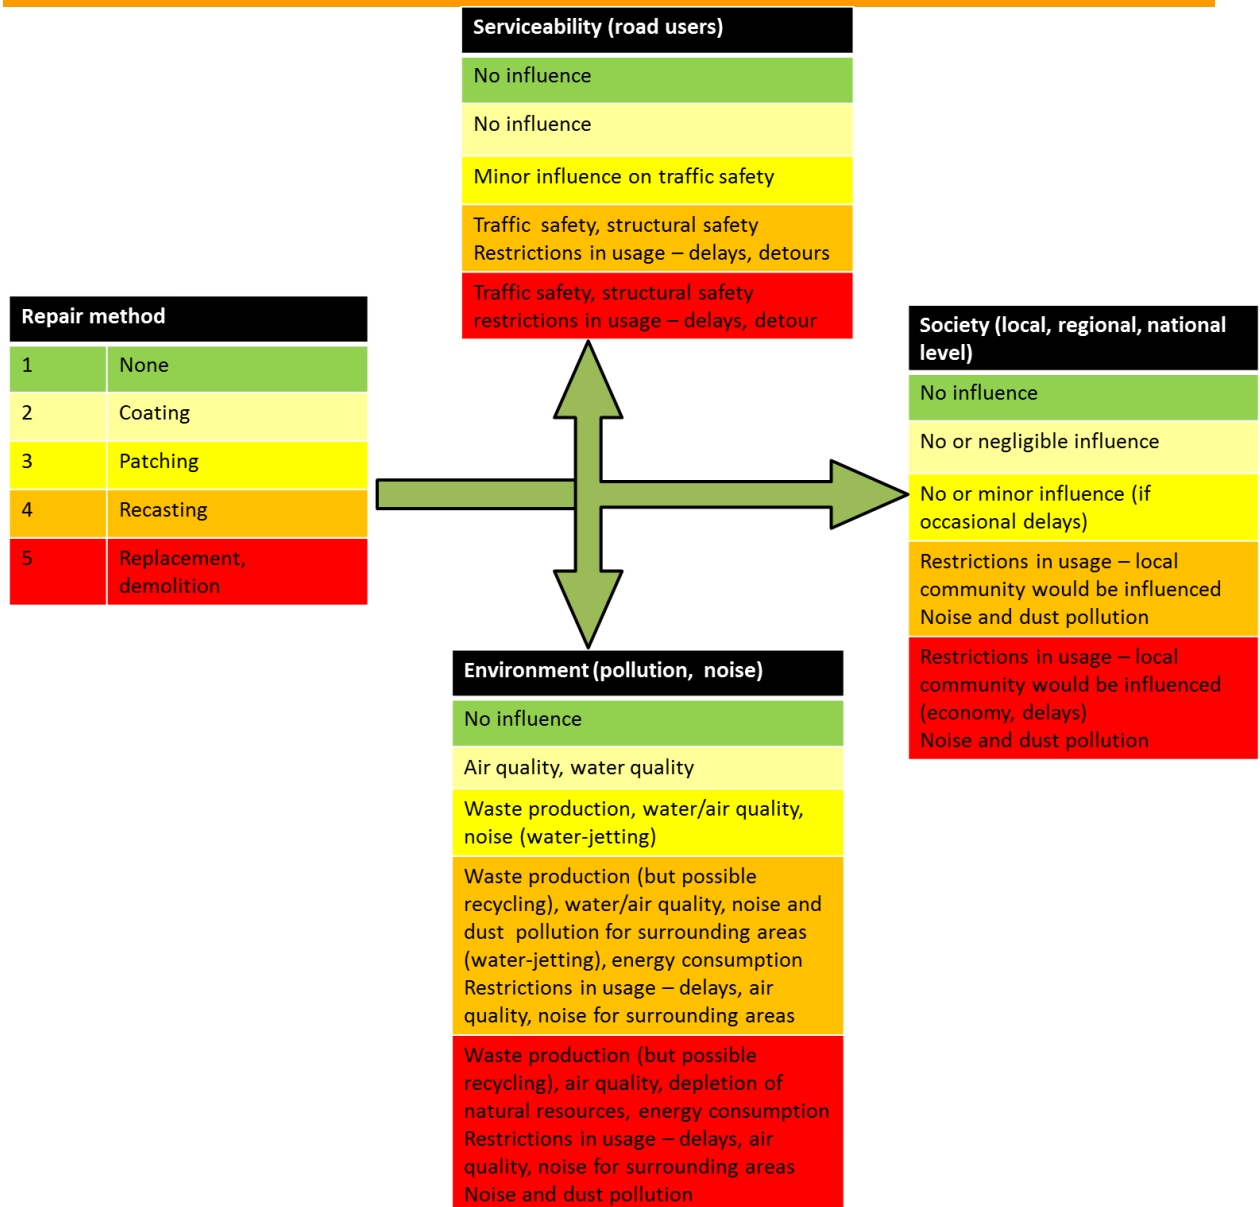 Serviceability (road users)
No influence
No influence
Minor influence on traffic safety
Traffic safety, structural safety
Restrictions in usage – delays, detours
Traffic safety, structural safety
restrictions in usage – delays, detour
Repair method
1 None
2 Coating
3 Patching
4 Recasting
5 Replacement,
demolition
Society (local, regional, national
level)
No influence
No or negligible influence
No or minor influence (if
occasional delays)
Restrictions in usage – local
community would be influenced
Noise and dust pollution
Restrictions in usage – local
community would be influenced
(economy, delays)
Noise and dust pollution
Environment (pollution, noise)
No influence
Air quality, water quality
Waste production, water/air quality,
noise (water-jetting)
Waste production (but possible
recycling), water/air quality, noise and
dust pollution for surrounding areas
(water-jetting), energy consumption
Restrictions in usage – delays, air
quality, noise for surrounding areas
Waste production (but possible
recycling), air quality, depletion of
natural resources, energy consumption
Restrictions in usage – delays, air
quality, noise for surrounding areas
Noise and dust pollution